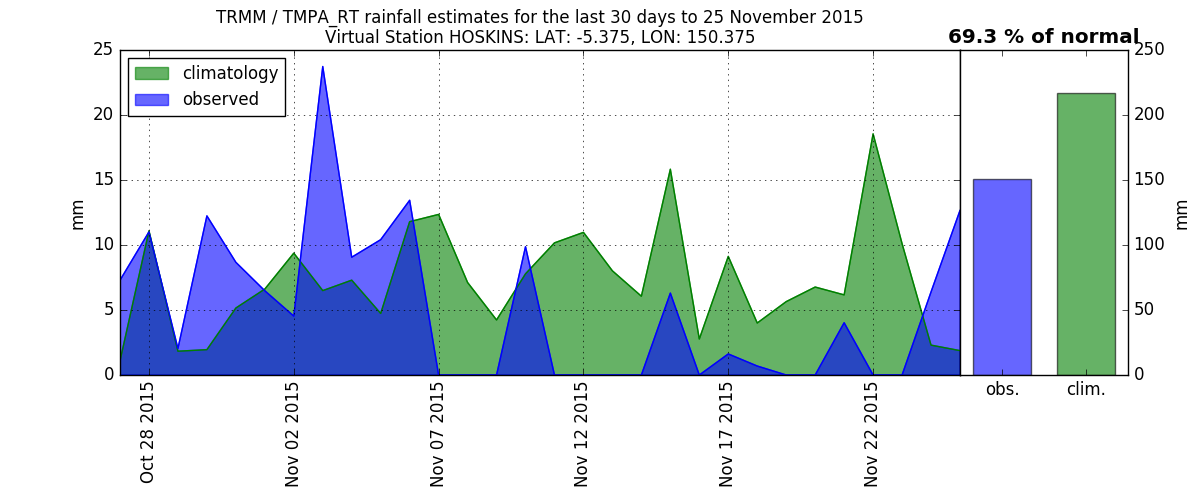 TRMM / TMPA_RT rainfall estimates for the last 30 days to 25 November 2015
Virtual Station HOSKINS: LAT: -5.375, LON: 150.375
69.3 % of normal
climatology
observed
25
20
15
10
5
0
mm
Oct 28 2015
Nov 02 2015
Nov 07 2015
Nov 12 2015
Nov 17 2015
Nov 22 2015
obs.
clim.
250
200
150
100
50
0
mm